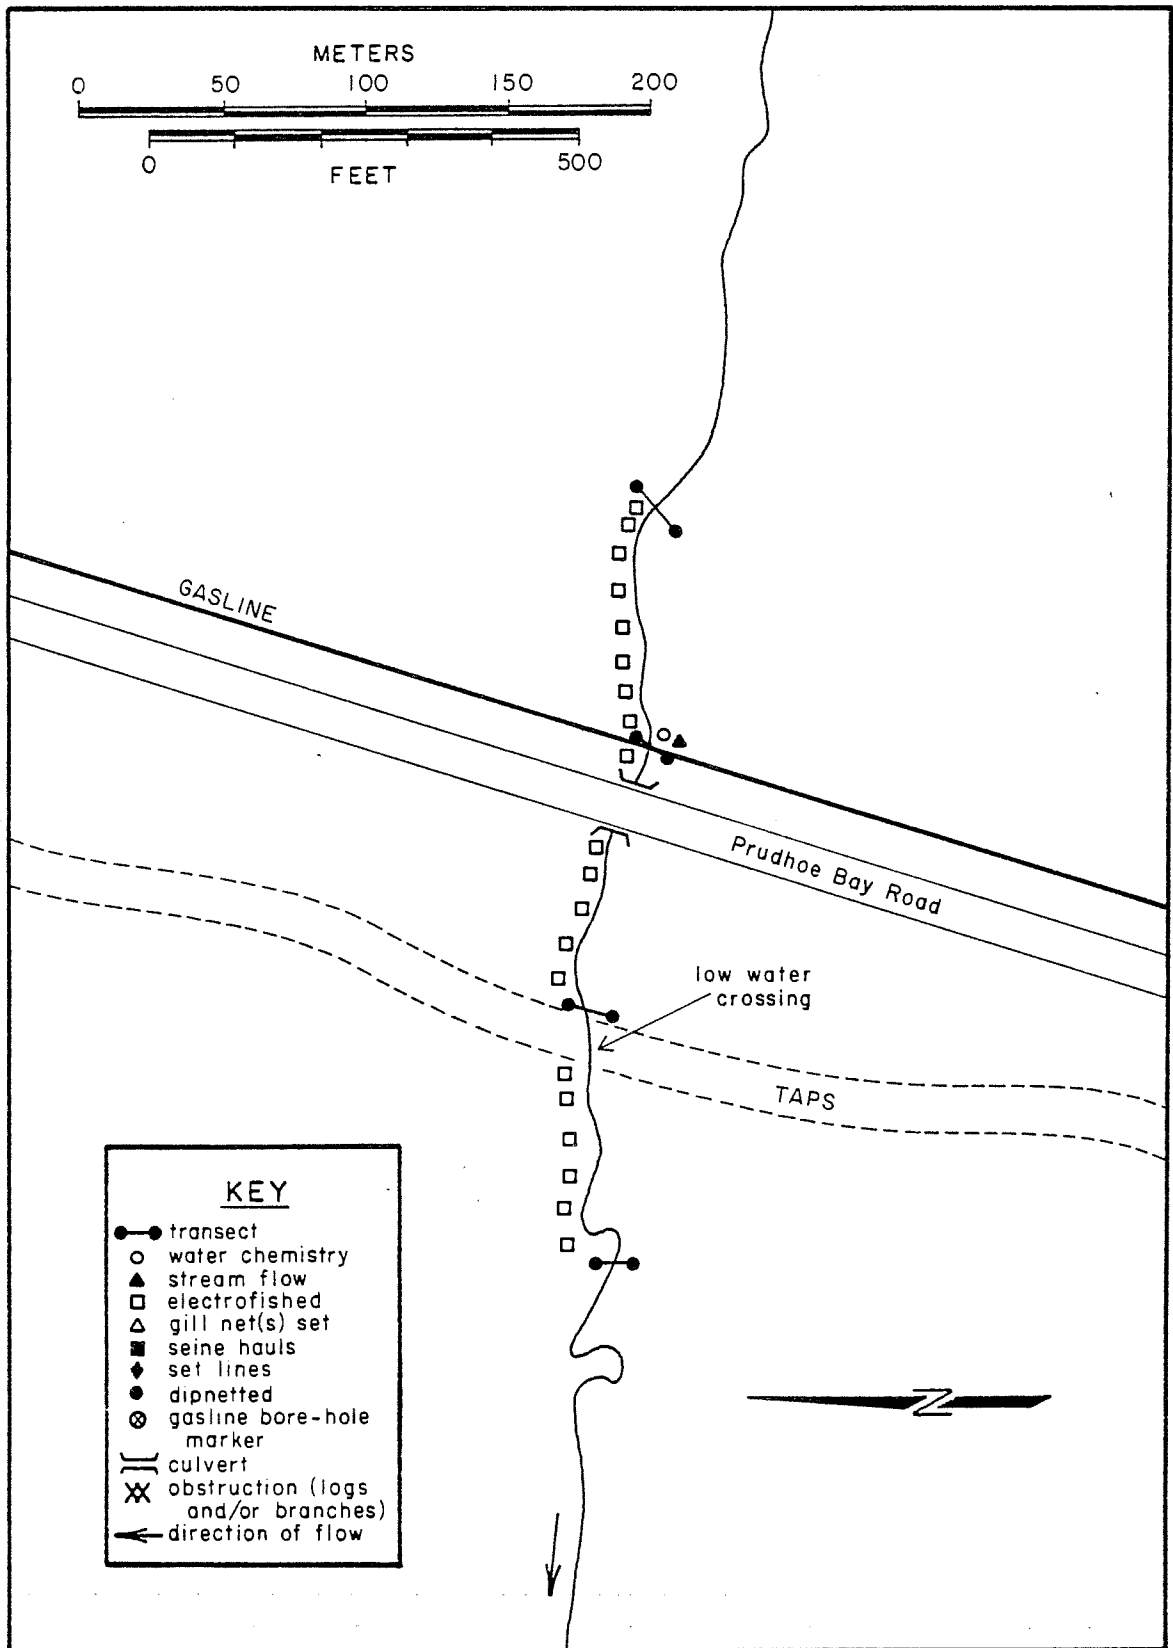 METERS
0 50 100 150 200
0 500
FEET
GASLINE
Prudhoe Bay Road
low water
crossing
TAPS
KEY
transect
water chemistry
stream flow
electrofished
gill net(s) set
seine hauls
set lines
dipnetted
gasline bore-hole
marker
culvert
obstruction (logs
and/or branches)
direction of flow
N